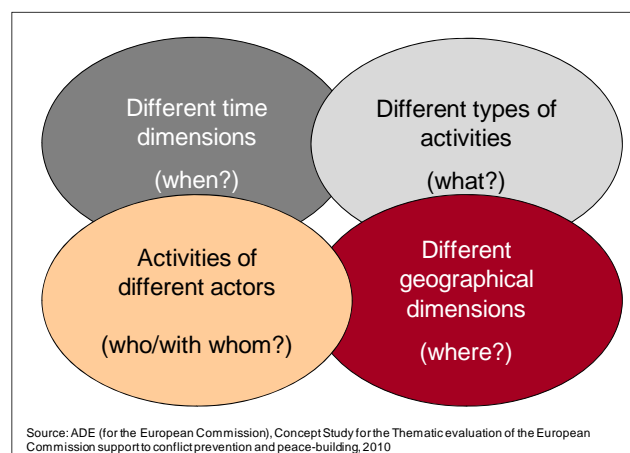 Different time
dimensions
(when?)
Different types of
activities
(what?)
Activities of
different actors
(who/with whom?)
Different
geographical
dimensions
(where?)
Source: ADE (for the European Commission), Concept Study for the Thematic evaluation of the European
Commission support to conflict prevention and peace-building, 2010